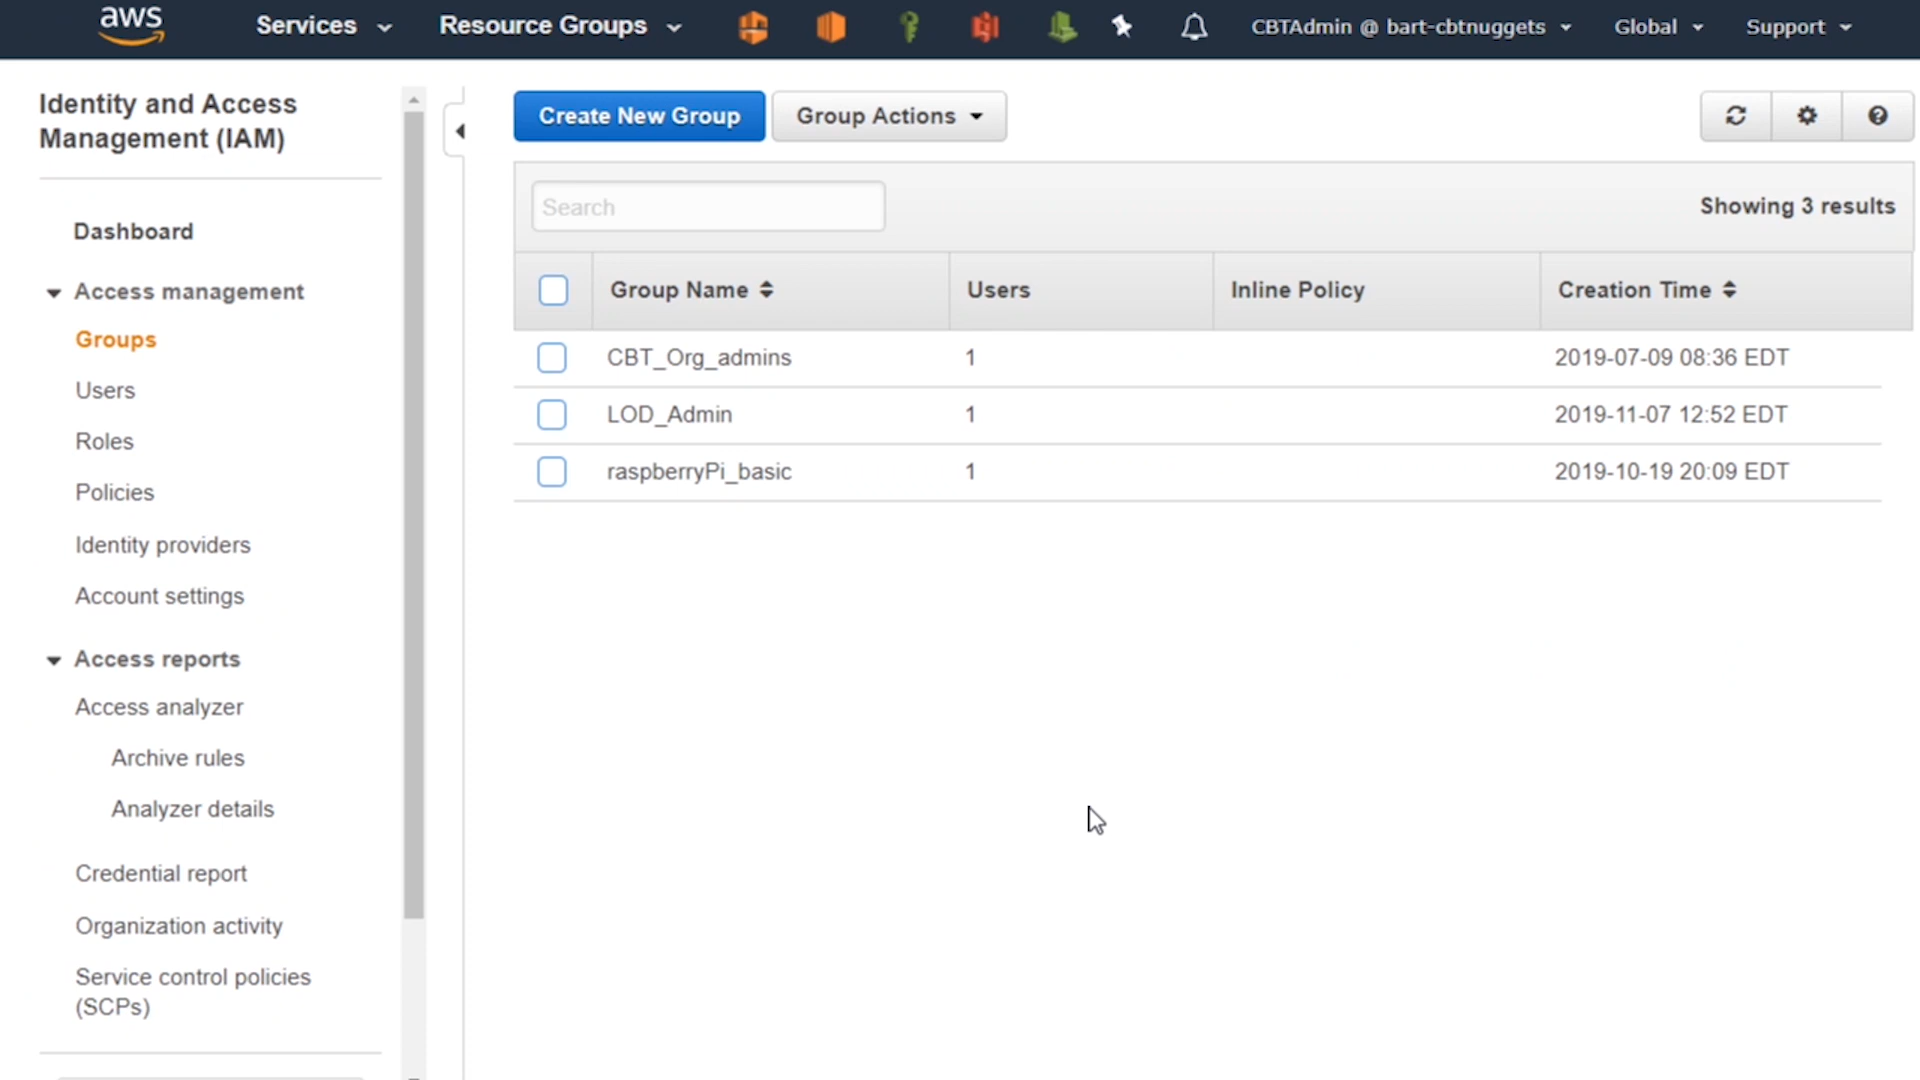 aws Services Resource Groups CBTAdmin @ bart-cbtnuggets Global Support
Identity and Access
Management (IAM)
Dashboard
Access management
Groups
Users
Roles
Policies
Identity providers
Account settings
Access reports
Access analyzer
Archive rules
Analyzer details
Credential report
Organization activity
Service control policies
(SCPs)
Create New Group Group Actions
Search
Showing 3 results
Group Name Users Inline Policy Creation Time
CBT_Org_admins 1 2019-07-09 08:36 EDT
LOD_Admin 1 2019-11-07 12:52 EDT
raspberryPi_basic 1 2019-10-19 20:09 EDT